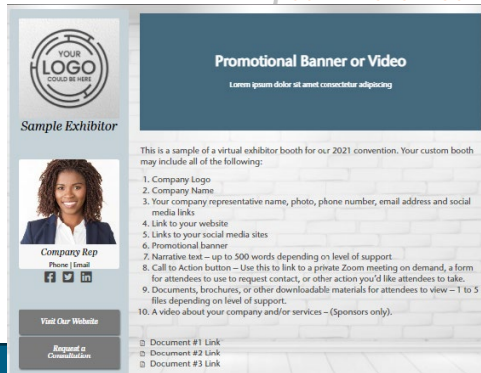 YOUR
LOGO
COULD BE HERE
Sample Exhibitor
Company Rep
Phone | Email
Visit Our Website
Request a
Consultation
Promotional Banner or Video
Lorem ipsum dolor sit amet consectetur adipiscing
This is a sample of a virtual exhibitor booth for our 2021 convention. Your custom booth
may include all of the following:
1. Company Logo
2. Company Name
3. Your company representative name, photo, phone number, email address and social
media links
4. Link to your website
5. Links to your social media sites
6. Promotional banner
7. Narrative text – up to 500 words depending on level of support
8. Call to Action button – Use this to link to a private Zoom meeting on demand, a form
for attendees to use to request contact, or other action you'd like attendees to take.
9. Documents, brochures, or other downloadable materials for attendees to view – 1 to 5
files depending on level of support.
10. A video about your company and/or services – (Sponsors only).
Document #1 Link
Document #2 Link
Document #3 Link